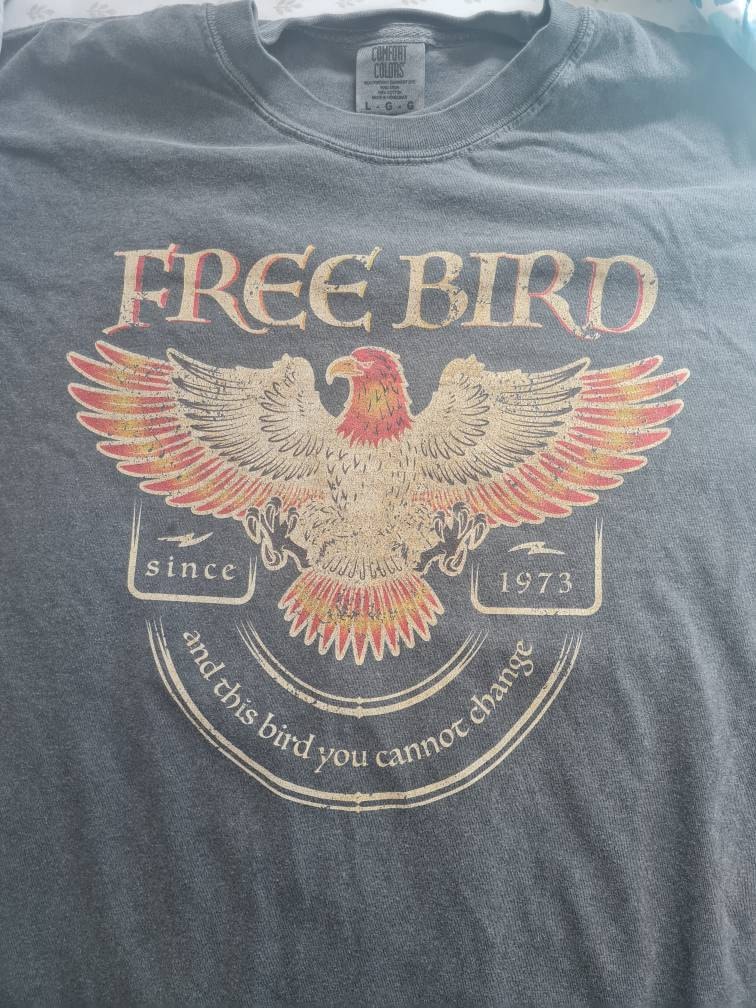 COMFORT
COLORS
L - G - G
FREE BIRD
since
1973
and this bird you cannot change